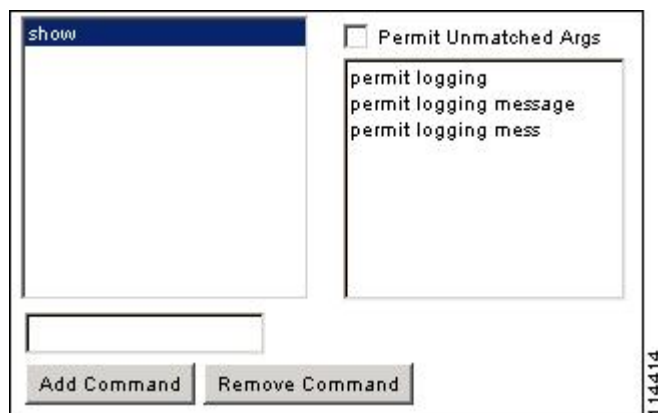 show
Permit Unmatched Args
permit logging
permit logging message
permit logging mess
Add Command
Remove Command
114414